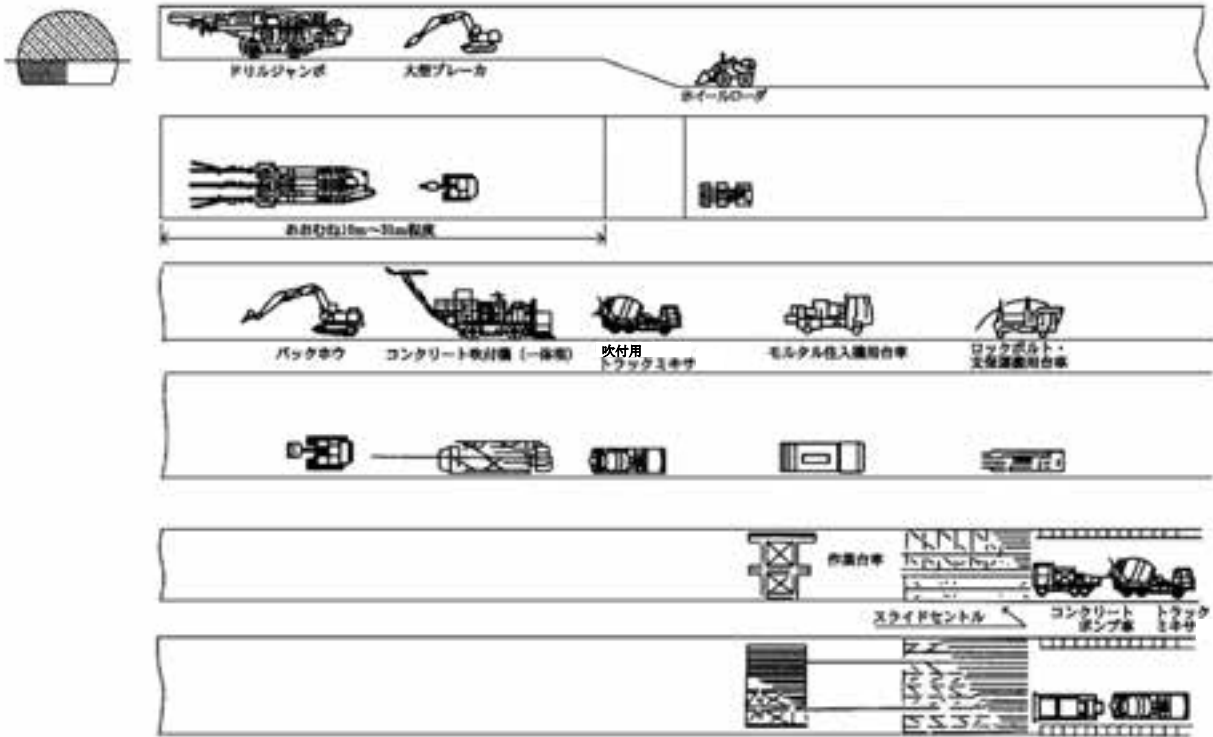 ドリルジャンボ
大型ブレーカ
ホイールローダ
おおむね10m～30m程度
バックホウ
コンクリート吹付機（一体型）
吹付用
トラックミキサ
モルタル注入機用台車
ロックボルト・
支保運搬用台車
作業台車
スライドセントル
コンクリート
ポンプ車
トラック
ミキサ